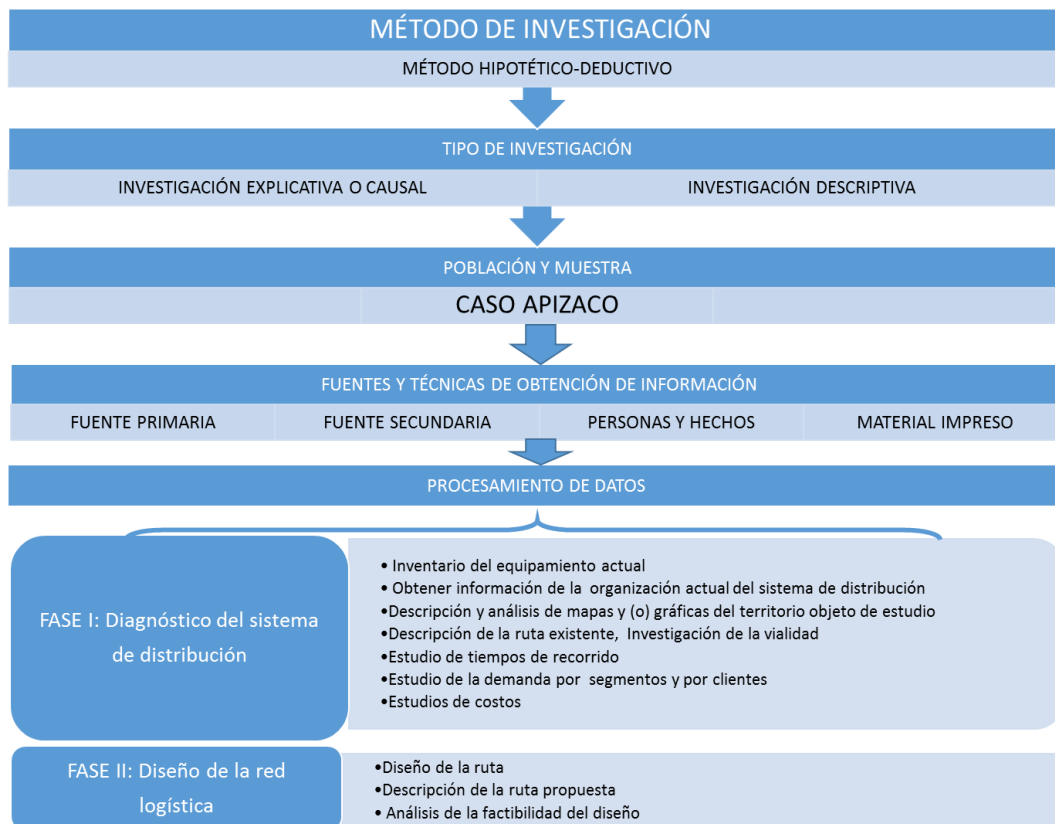 MÉTODO DE INVESTIGACIÓN
MÉTODO HIPOTÉTICO-DEDUCTIVO
TIPO DE INVESTIGACIÓN
INVESTIGACIÓN EXPLICATIVA O CAUSAL
INVESTIGACIÓN DESCRIPTIVA
POBLACIÓN Y MUESTRA
CASO APIZACO
FUENTES Y TÉCNICAS DE OBTENCIÓN DE INFORMACIÓN
FUENTE PRIMARIA
FUENTE SECUNDARIA
PERSONAS Y HECHOS
MATERIAL IMPRESO
PROCESAMIENTO DE DATOS
FASE I: Diagnóstico del sistema
de distribución
• Inventario del equipamiento actual
• Obtener información de la organización actual del sistema de distribución
•Descripción y análisis de mapas y (o) gráficas del territorio objeto de estudio
•Descripción de la ruta existente, Investigación de la vialidad
•Estudio de tiempos de recorrido
•Estudio de la demanda por segmentos y por clientes
•Estudios de costos
FASE II: Diseño de la red
logística
•Diseño de la ruta
•Descripción de la ruta propuesta
• Análisis de la factibilidad del diseño